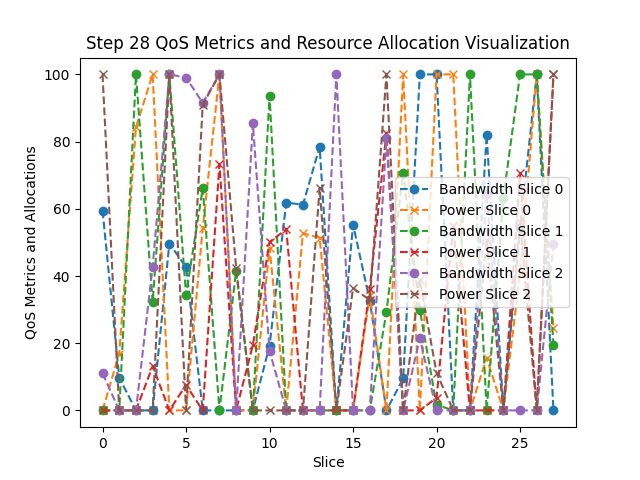 Step 28 QoS Metrics and Resource Allocation Visualization
QoS Metrics and Allocations
100
80
60
40
20
0
Bandwidth Slice 0
Power Slice 0
Bandwidth Slice 1
Power Slice 1
Bandwidth Slice 2
Power Slice 2
0 5 10 15 20 25
Slice